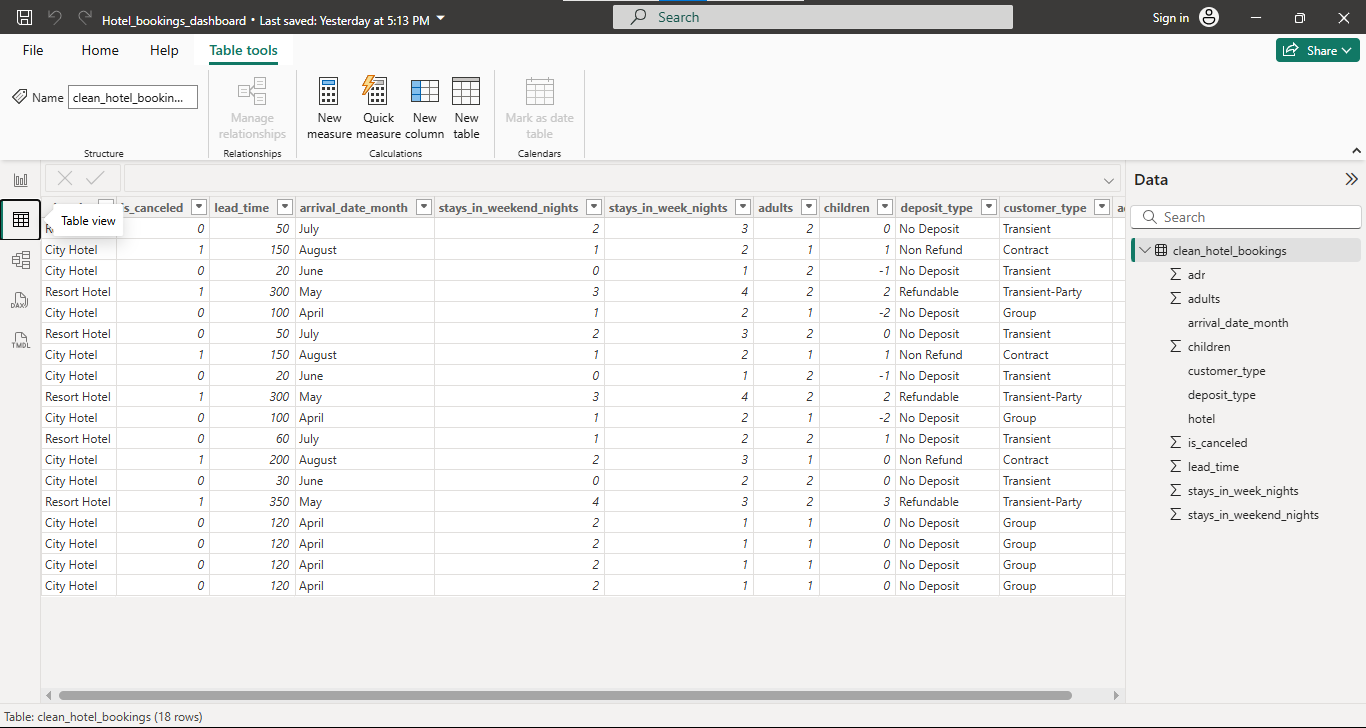 Hotel_bookings_dashboard • Last saved: Yesterday at 5:13 PM
Search
Sign in
File Home Help Table tools
Share
Name clean_hotel_bookin...
Manage relationships
New measure
Quick measure
New column
New table
Mark as date table
Structure
Relationships
Calculations
Calendars
Table view
is_canceled lead_time arrival_date_month stays_in_weekend_nights stays_in_week_nights adults children deposit_type customer_type
0 50 July 2 3 2 0 No Deposit Transient
City Hotel 1 150 August 1 2 1 1 Non Refund Contract
City Hotel 0 20 June 0 1 2 -1 No Deposit Transient
Resort Hotel 1 300 May 3 4 2 2 Refundable Transient-Party
City Hotel 0 100 April 1 2 1 -2 No Deposit Group
Resort Hotel 0 50 July 2 3 2 0 No Deposit Transient
City Hotel 1 150 August 1 2 1 1 Non Refund Contract
City Hotel 0 20 June 0 1 2 -1 No Deposit Transient
Resort Hotel 1 300 May 3 4 2 2 Refundable Transient-Party
City Hotel 0 100 April 1 2 1 -2 No Deposit Group
Resort Hotel 0 60 July 1 2 2 1 No Deposit Transient
City Hotel 1 200 August 2 3 1 0 Non Refund Contract
City Hotel 0 30 June 0 2 2 0 No Deposit Transient
Resort Hotel 1 350 May 4 3 2 3 Refundable Transient-Party
City Hotel 0 120 April 2 1 1 0 No Deposit Group
City Hotel 0 120 April 2 1 1 0 No Deposit Group
City Hotel 0 120 April 2 1 1 0 No Deposit Group
City Hotel 0 120 April 2 1 1 0 No Deposit Group
DAX
TMDL
Data
Search
clean_hotel_bookings
∑ adr
∑ adults
arrival_date_month
∑ children
customer_type
deposit_type
hotel
∑ is_canceled
∑ lead_time
∑ stays_in_week_nights
∑ stays_in_weekend_nights
Table: clean_hotel_bookings (18 rows)